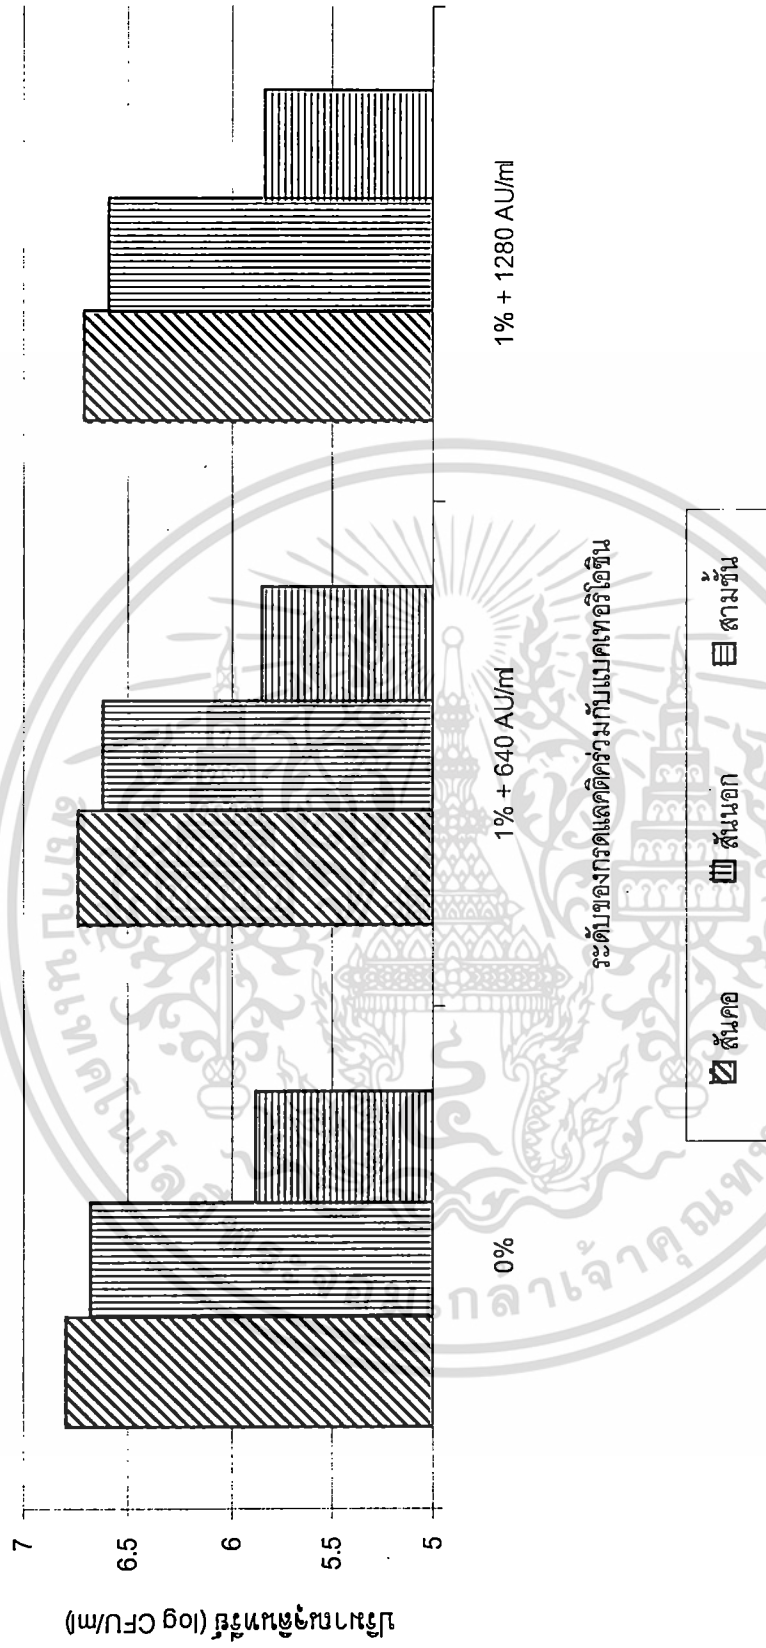 ปริมาณจุลินทรีย์ (log CFU/ml)
7
6.5
6
5.5
5
0%
1% + 640 AU/ml
1% + 1280 AU/ml
ระดับของกรดแลคติคร่วมกับแบคเทอริโอซิน
สันคอ
สันนอก
สามชั้น